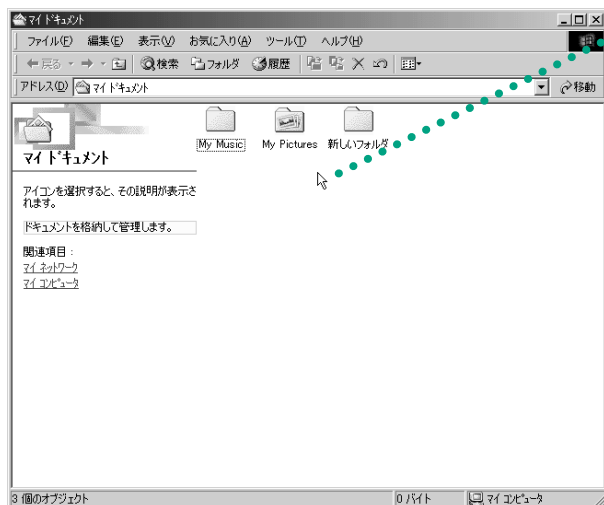 マイ ドキュメント
ファイル(F) 編集(E) 表示(V) お気に入り(A) ツール(T) ヘルプ(H)
戻る 検索 フォルダ 履歴
アドレス(D) マイ ドキュメント 移動
My Music My Pictures 新しいフォルダ
マイ ドキュメント
アイコンを選択すると、その説明が表示さ
れます。
ドキュメントを格納して管理します。
関連項目：
マイ ネットワーク
マイ コンピュータ
3 個のオブジェクト 0 バイト マイ コンピュータ